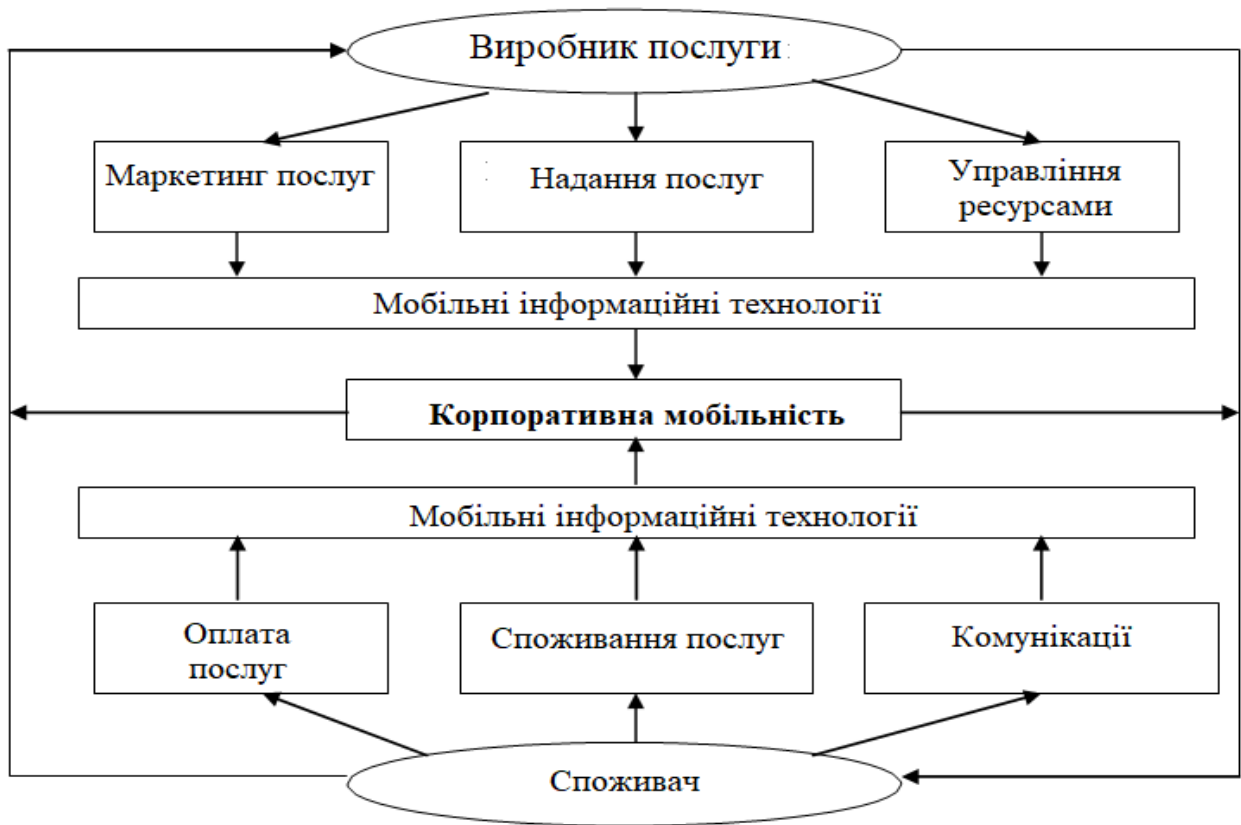 Виробник послуги
Маркетинг послуг
Надання послуг
Управління
ресурсами
Мобільні інформаційні технології
Корпоративна мобільність
Мобільні інформаційні технології
Оплата
послуг
Споживання послуг
Комунікації
Споживач